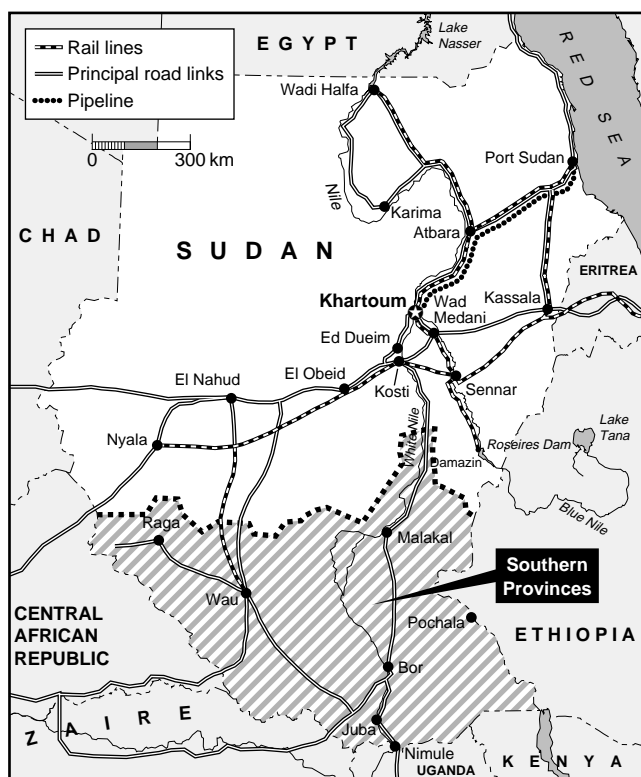 EGYPT
Lake
Nasser
RED SEA
Rail lines
Principal road links
Pipeline
0 300 km
Wadi Halfa
Port Sudan
Nile
Karima
Atbara
CHAD
SUDAN
ERITREA
Khartoum
Wad
Medani
Kassala
Ed Dueim
El Nahud
El Obeid
Kosti
Sennar
Lake
Tana
Nyala
White Nile
Roseires Dam
Damazin
Blue Nile
Raga
Malakal
Southern
Provinces
Wau
CENTRAL
AFRICAN
REPUBLIC
Pochala
ETHIOPIA
Bor
ZAIRE
Juba
Nimule
UGANDA
KENYA